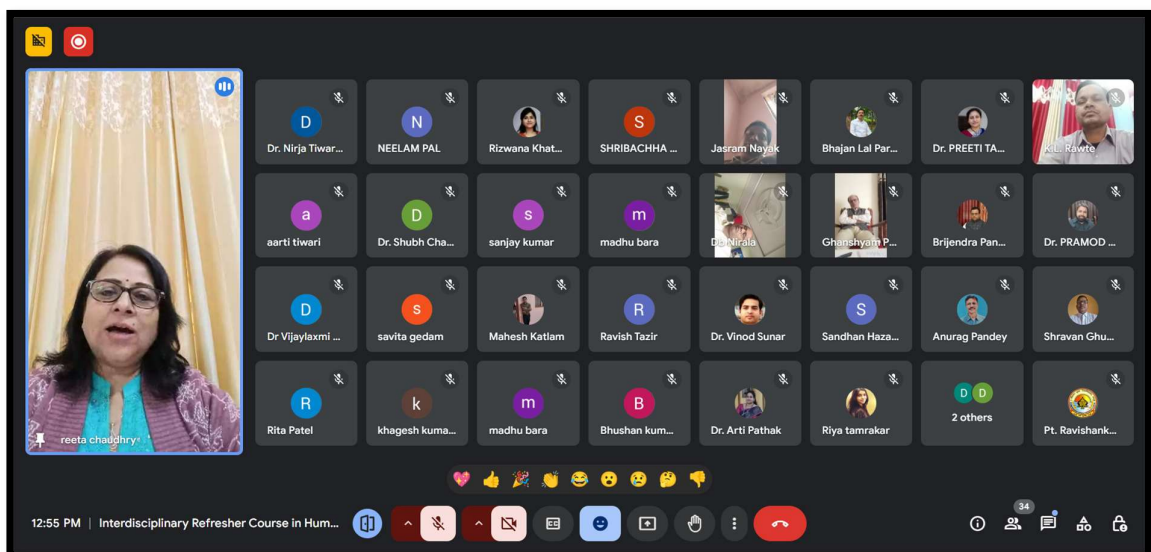 D
N
S
Dr. Nirja Tiwar...
NEELAM PAL
Rizwana Khat...
SHRIBACHHA ...
Jasram Nayak
Bhajan Lal Par...
Dr. PREETI TA...
K.L. Rawte
a
D
s
m
aarti tiwari
Dr. Shubh Cha...
sanjay kumar
madhu bara
Dr. Nirala
Ghanshyam P...
Brijendra Pan...
Dr. PRAMOD ...
D
s
R
S
Dr Vijaylaxmi ...
savita gedam
Mahesh Katlam
Ravish Tazir
Dr. Vinod Sunar
Sandhan Haza...
Anurag Pandey
Shravan Ghu...
R
k
m
B
D D
Rita Patel
khagesh kuma...
madhu bara
Bhushan kum...
Dr. Arti Pathak
Riya tamrakar
2 others
Pt. Ravishank...
reeta chaudhry
12:55 PM | Interdisciplinary Refresher Course in Hum...
CC
34